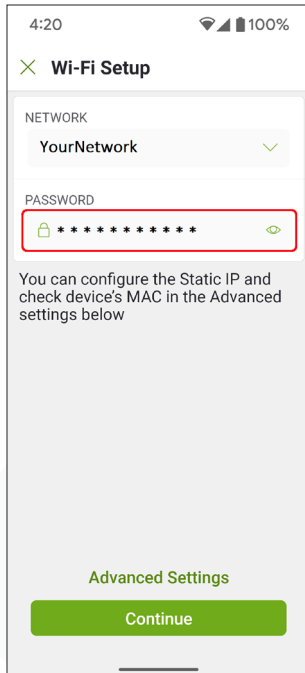 4:20 100%
Wi-Fi Setup
NETWORK
YourNetwork
PASSWORD
* * * * * * * * * * *
You can configure the Static IP and
check device's MAC in the Advanced
settings below
Advanced Settings
Continue